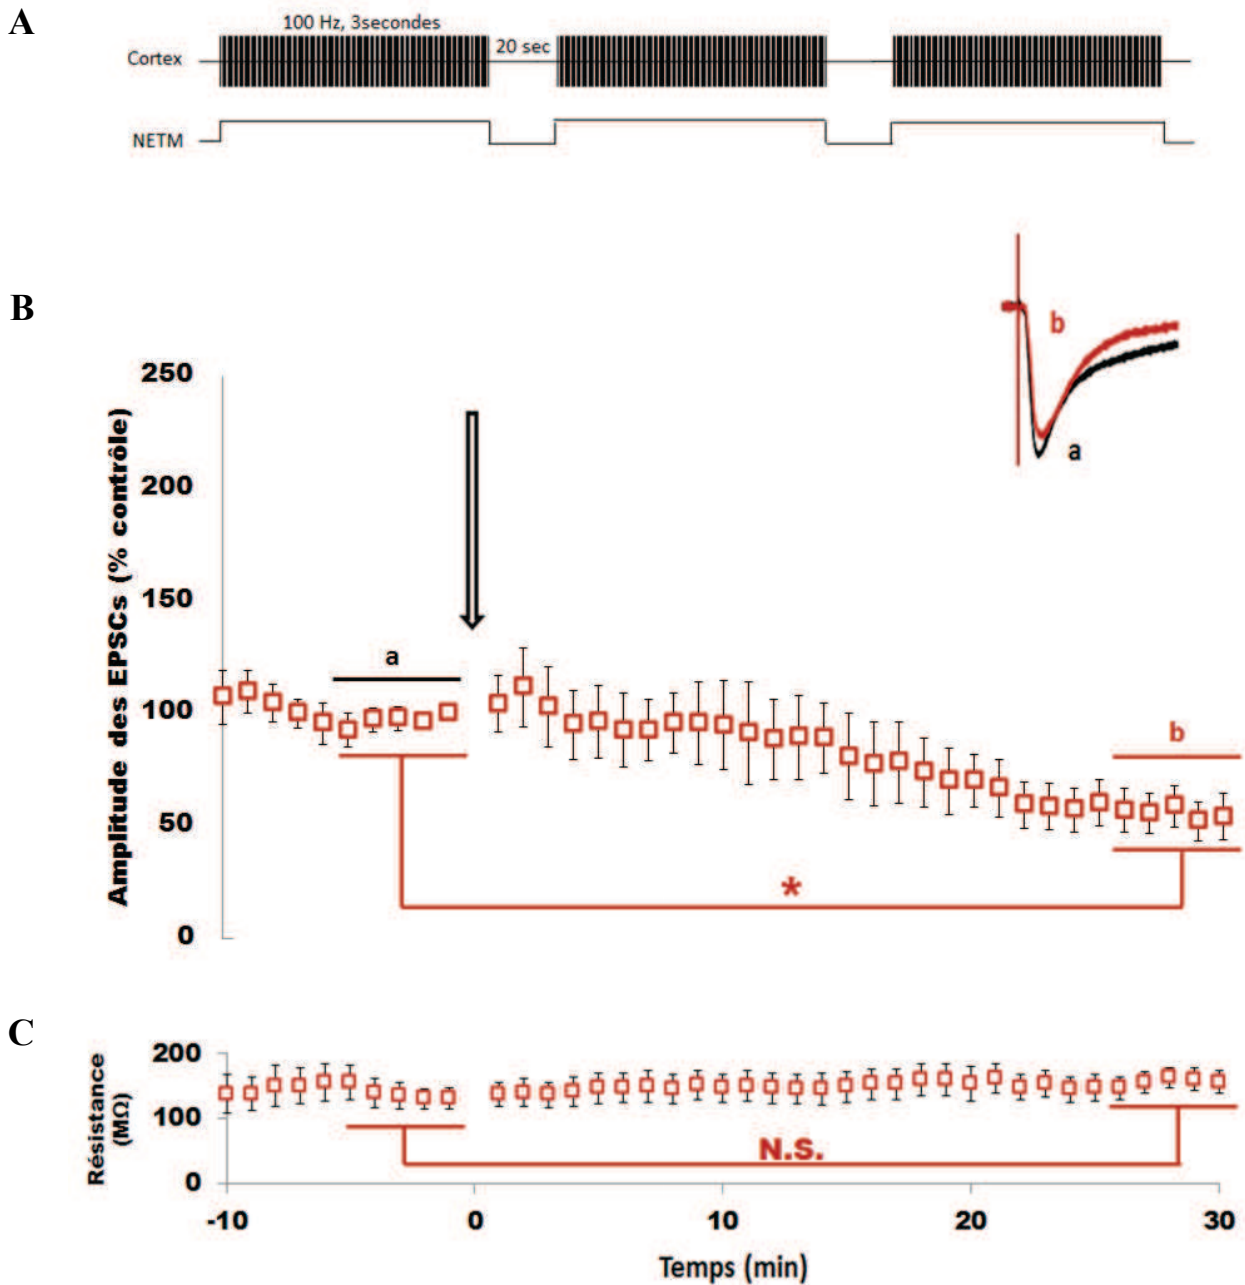 A
100 Hz, 3secondes
Cortex
20 sec
NETM
B
b
a
250
200
150
100
50
0
Amplitude des EPSCs (% contrôle)
a
b
*
C
200
100
0
Résistance
(MΩ)
N.S.
-10
0
10
20
30
Temps (min)